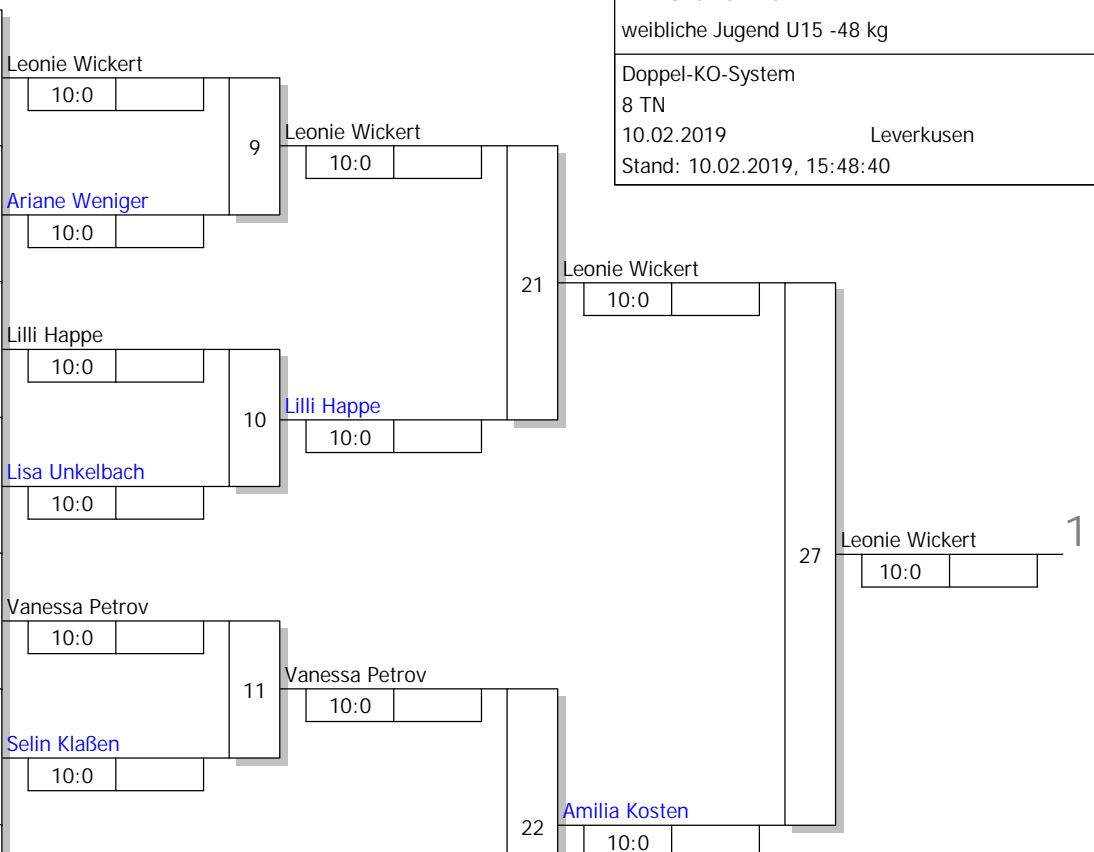 weibliche Jugend U15 -48 kg
Doppel-KO-System
8 TN
10.02.2019 Leverkusen
Stand: 10.02.2019, 15:48:40
Leonie Wickert
10:0
9
Leonie Wickert
10:0
Ariane Weniger
10:0
21
Leonie Wickert
10:0
Lilli Happe
10:0
10
Lilli Happe
10:0
Lisa Unkelbach
10:0
27
Leonie Wickert
1
10:0
Vanessa Petrov
10:0
11
Vanessa Petrov
10:0
Selin Klaßen
10:0
22
Amilia Kosten
10:0